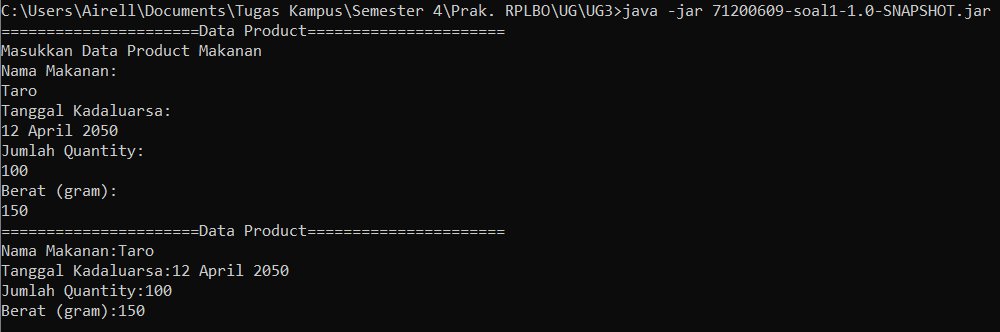 C:\Users\Airell\Documents\Tugas Kampus\Semester 4\Prak. RPLBO\UG\UG3>java -jar 71200609-soal1-1.0-SNAPSHOT.jar
======================Data Product======================
Masukkan Data Product Makanan
Nama Makanan:
Taro
Tanggal Kadaluarsa:
12 April 2050
Jumlah Quantity:
100
Berat (gram):
150
======================Data Product======================
Nama Makanan:Taro
Tanggal Kadaluarsa:12 April 2050
Jumlah Quantity:100
Berat (gram):150